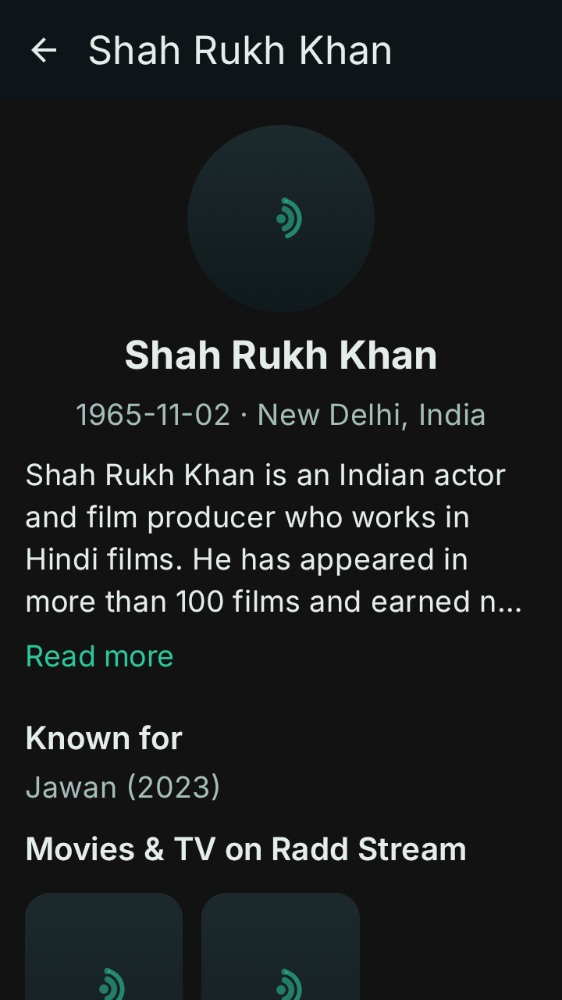 Shah Rukh Khan
Shah Rukh Khan
1965-11-02 · New Delhi, India
Shah Rukh Khan is an Indian actor
and film producer who works in
Hindi films. He has appeared in
more than 100 films and earned n...
Read more
Known for
Jawan (2023)
Movies & TV on Radd Stream